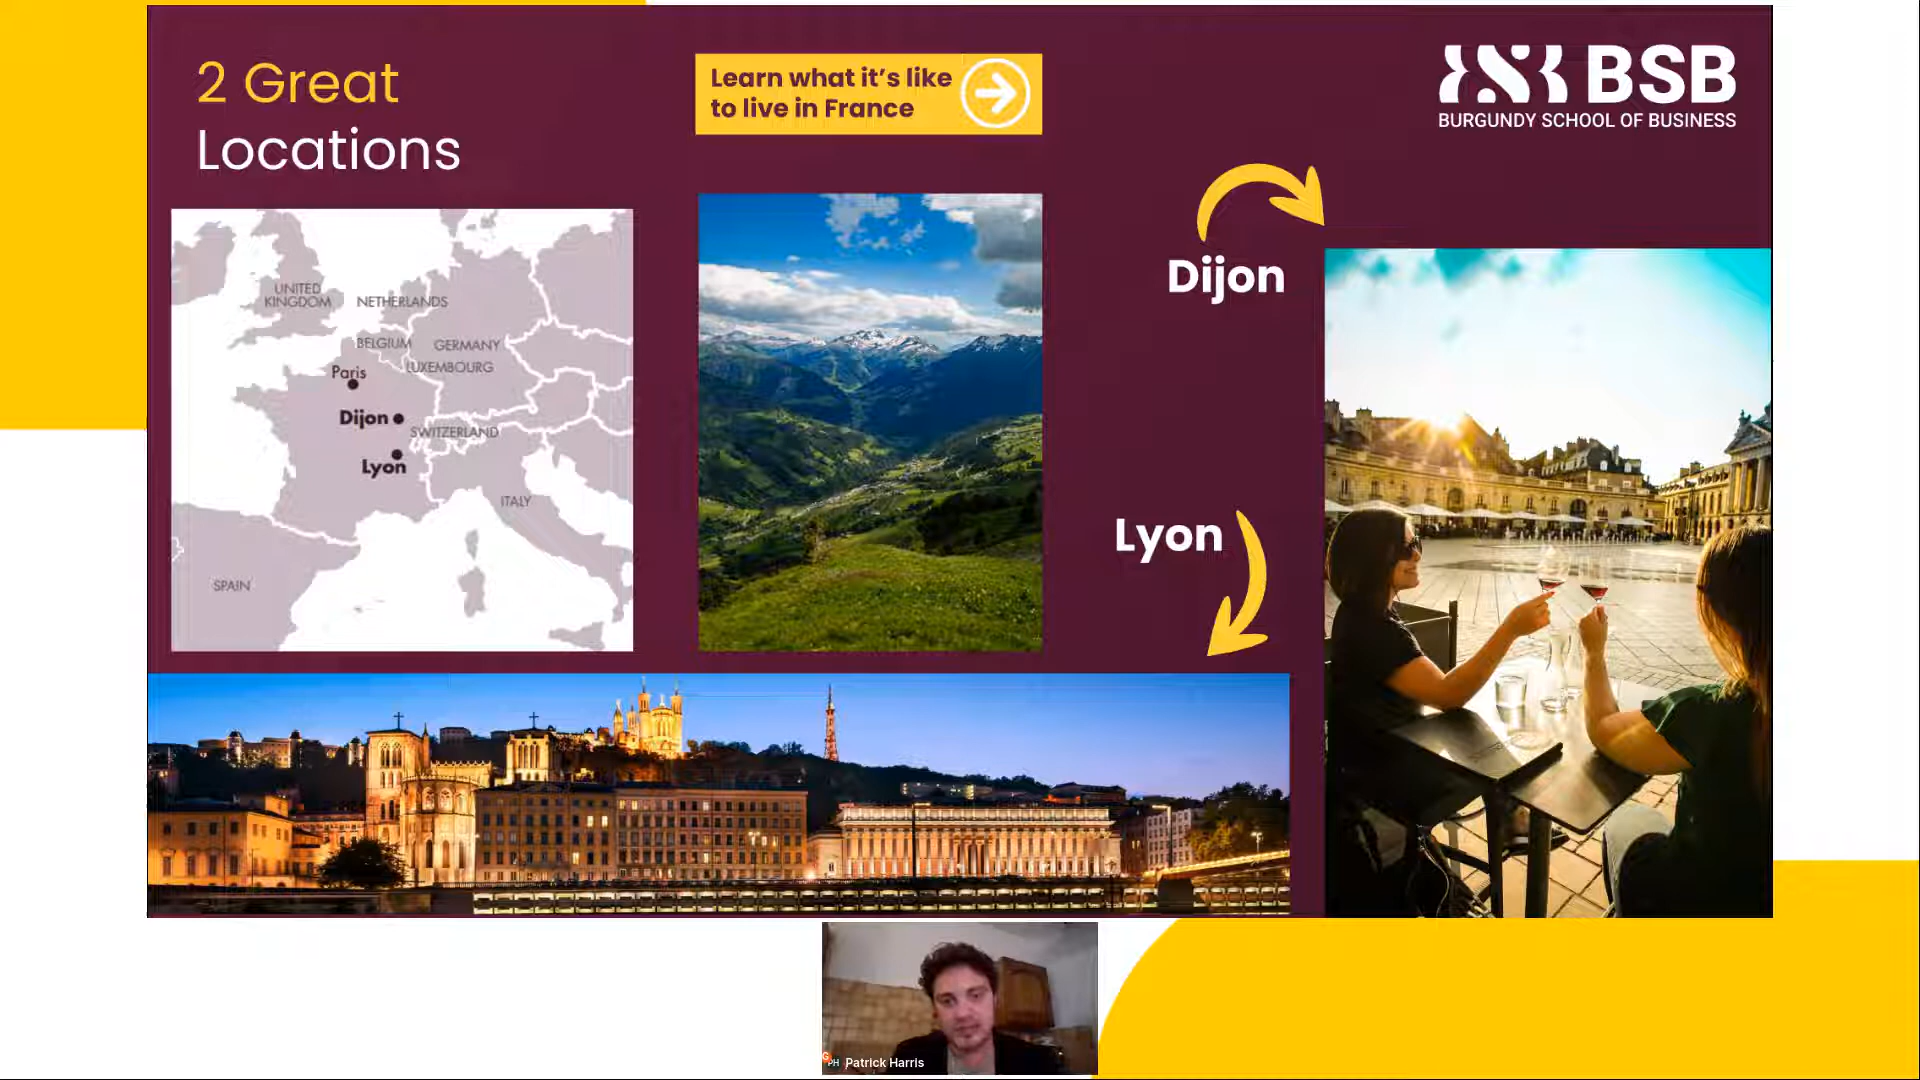 2 Great
Locations
Learn what it's like
to live in France
BSB
BURGUNDY SCHOOL OF BUSINESS
UNITED
KINGDOM
NETHERLANDS
BELGIUM
GERMANY
LUXEMBOURG
Paris
Dijon
SWITZERLAND
Lyon
ITALY
SPAIN
Dijon
Lyon
G
PH
Patrick Harris